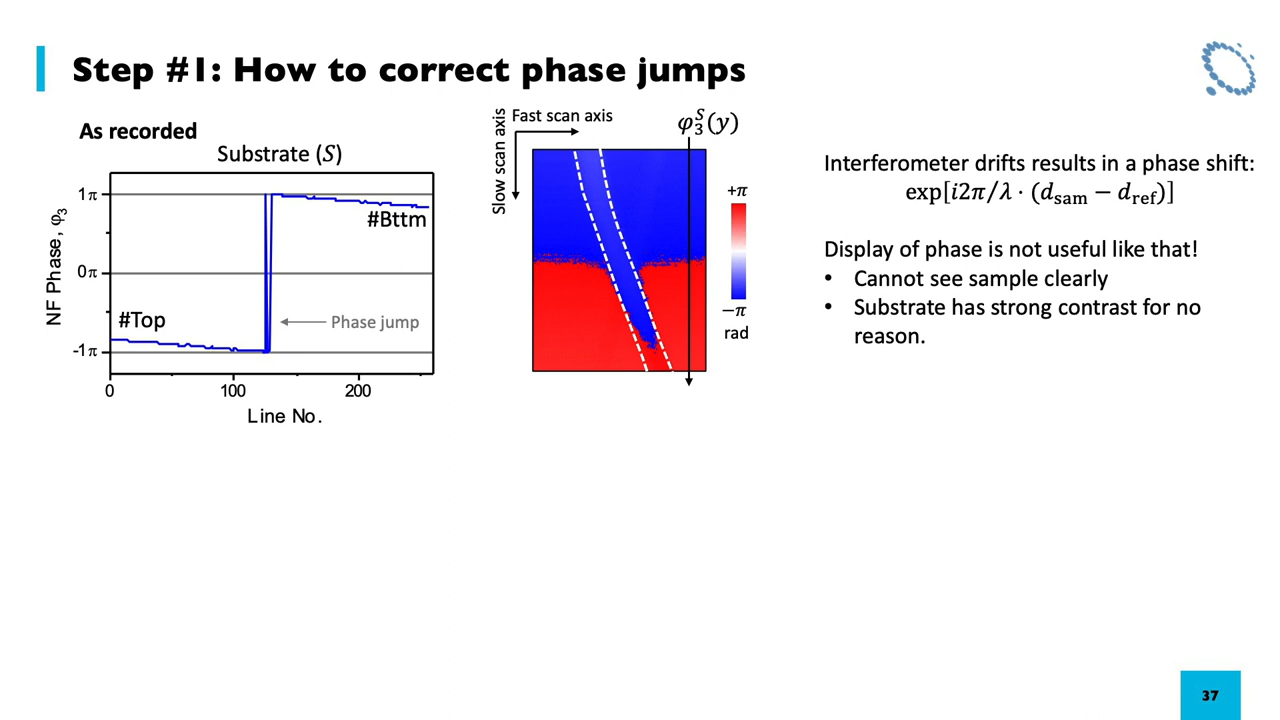 Step #1: How to correct phase jumps
As recorded
Substrate (S)
1π
0π
-1π
NF Phase, φ3
#Top
#Bttm
Phase jump
0
100
200
Line No.
Fast scan axis
Slow scan axis
φ₃ˢ(y)
+π
−π
rad
Interferometer drifts results in a phase shift:
exp[i2π/λ · (d_sam − d_ref)]
Display of phase is not useful like that!
• Cannot see sample clearly
• Substrate has strong contrast for no
reason.
37